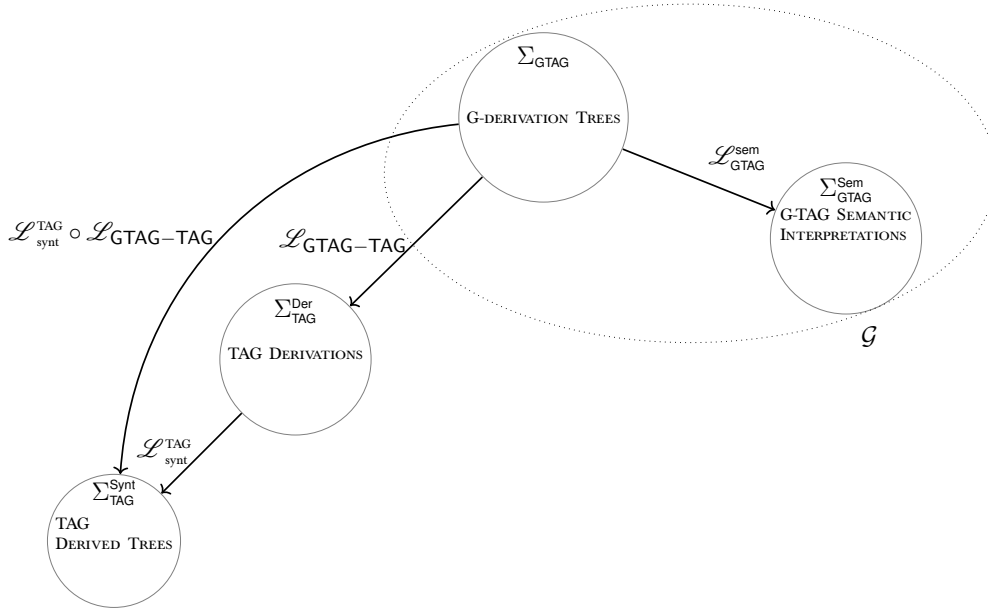 Σ_GTAG
G-derivation Trees
ℒ^sem_GTAG
Σ^Sem_GTAG
G-TAG Semantic
Interpretations
𝒢
ℒ^TAG_synt ∘ ℒ_GTAG−TAG
ℒ_GTAG−TAG
Σ^Der_TAG
TAG Derivations
ℒ^TAG_synt
Σ^Synt_TAG
TAG
Derived Trees